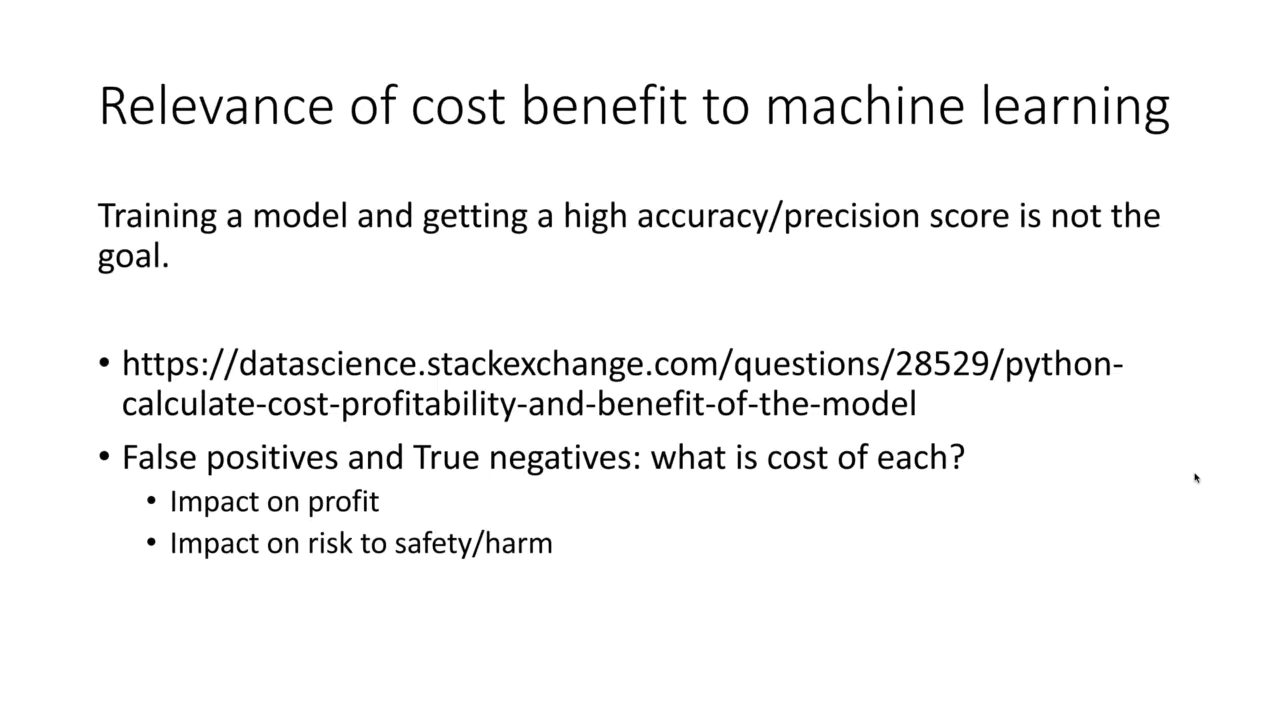 Relevance of cost benefit to machine learning
Training a model and getting a high accuracy/precision score is not the
goal.
• https://datascience.stackexchange.com/questions/28529/python-
calculate-cost-profitability-and-benefit-of-the-model
• False positives and True negatives: what is cost of each?
• Impact on profit
• Impact on risk to safety/harm